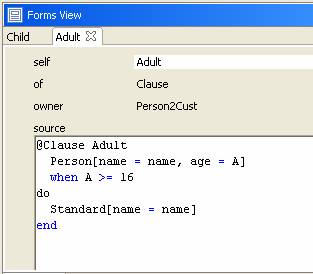 Forms View
Child Adult
self Adult
of Clause
owner Person2Cust
source
@Clause Adult
  Person[name = name, age = A]
  when A >= 16
do
  Standard[name = name]
end